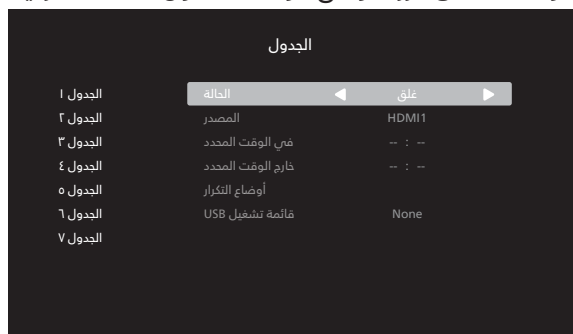 الجدول
الجدول ١
الجدول ٢
الجدول ٣
الجدول ٤
الجدول ٥
الجدول ٦
الجدول ٧
الحالة غلق
المصدر HDMI1
في الوقت المحدد -- : --
خارج الوقت المحدد -- : --
أوضاع التكرار
قائمة تشغيل USB None